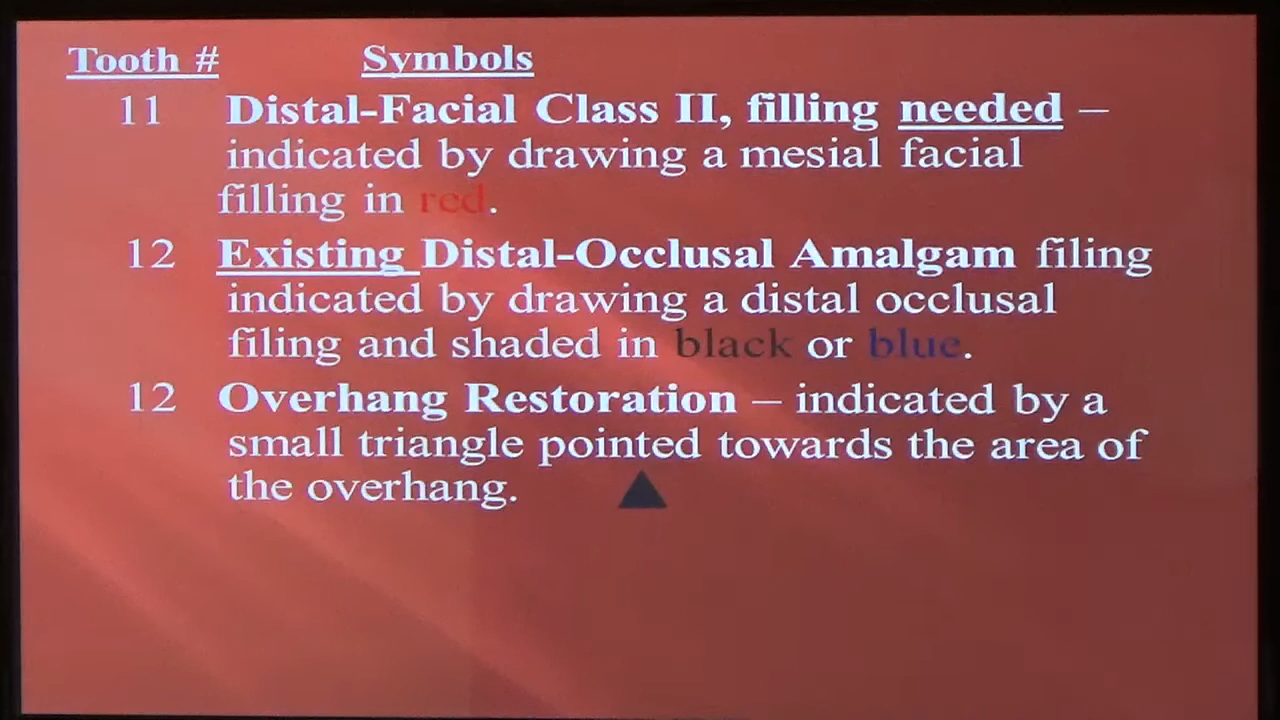 Tooth # Symbols
11 Distal-Facial Class II, filling needed –
indicated by drawing a mesial facial
filling in red.
12 Existing Distal-Occlusal Amalgam filing
indicated by drawing a distal occlusal
filing and shaded in black or blue.
12 Overhang Restoration – indicated by a
small triangle pointed towards the area of
the overhang.